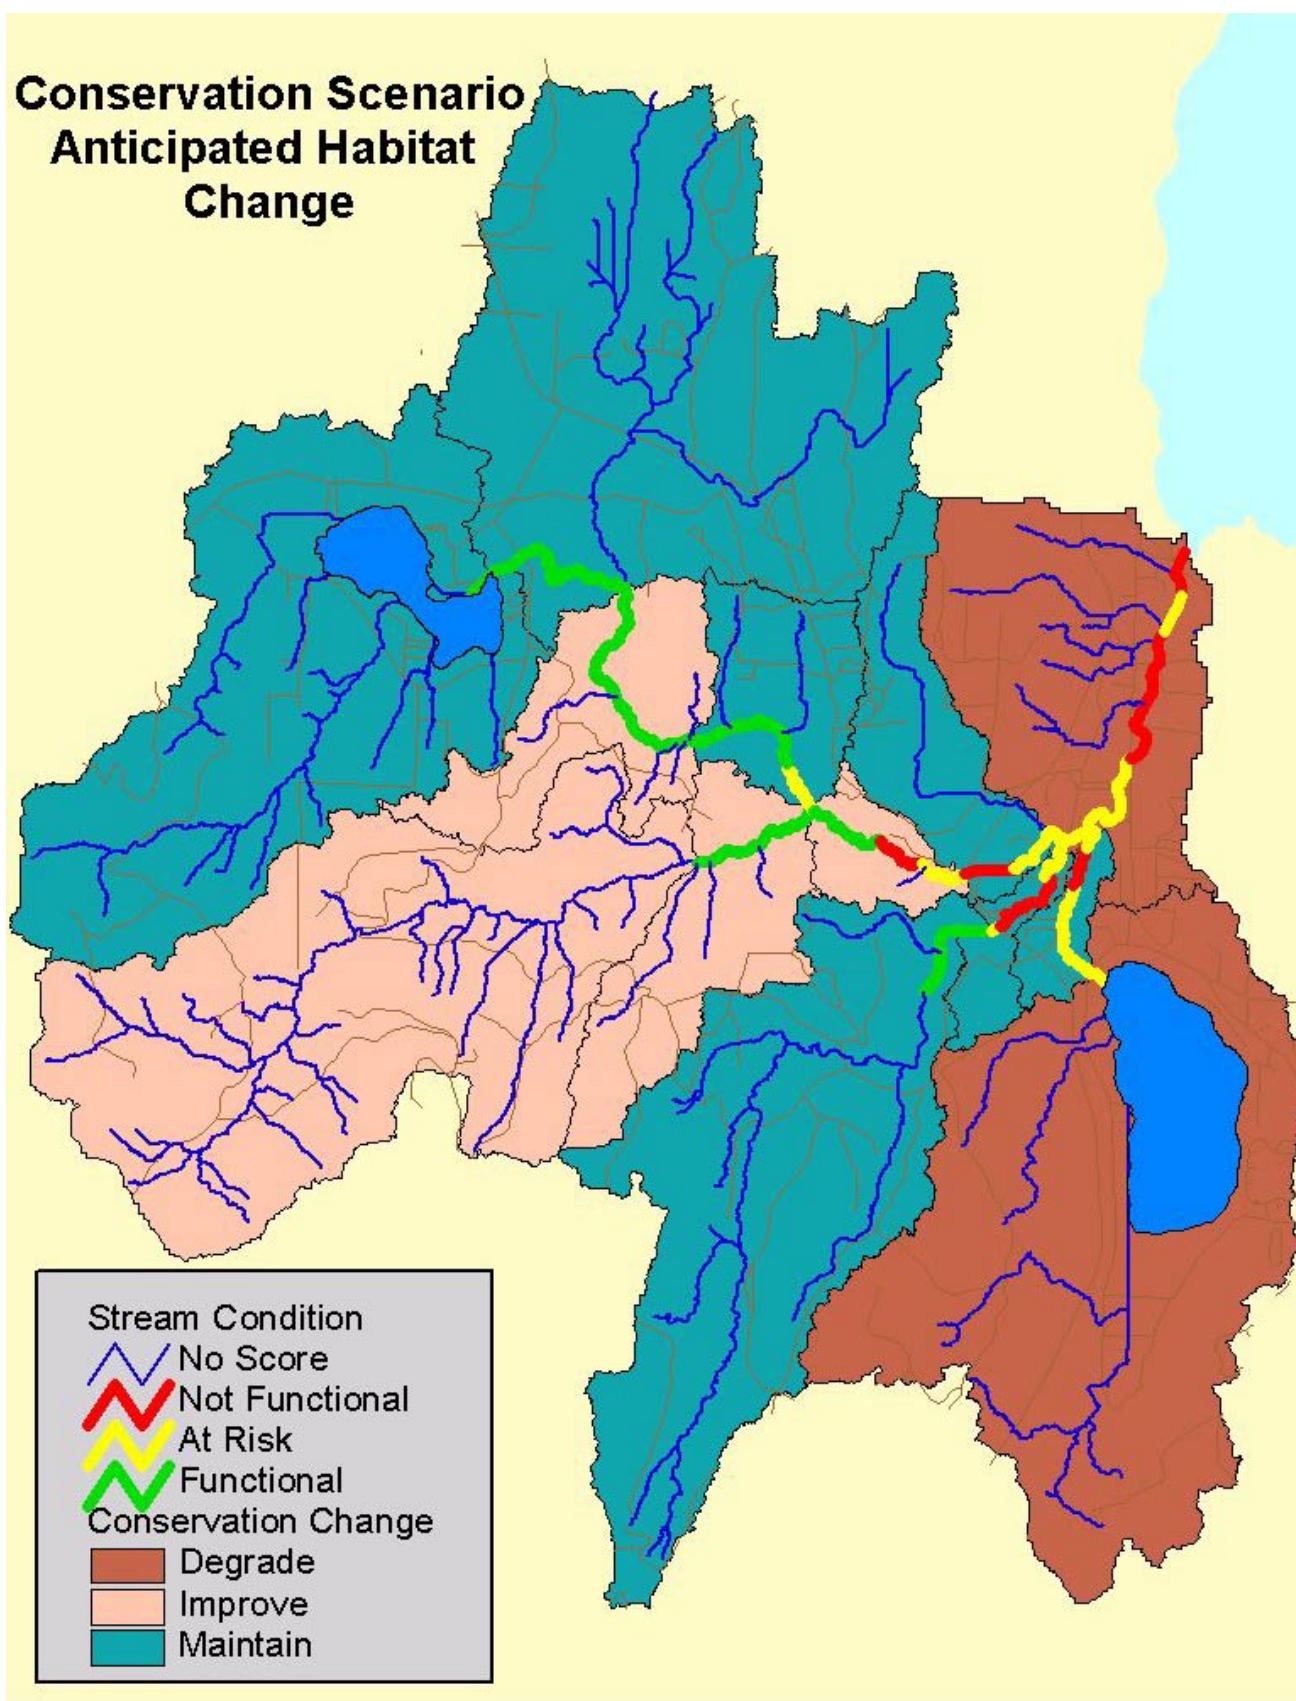 Conservation Scenario
Anticipated Habitat
Change
Stream Condition
No Score
Not Functional
At Risk
Functional
Conservation Change
Degrade
Improve
Maintain